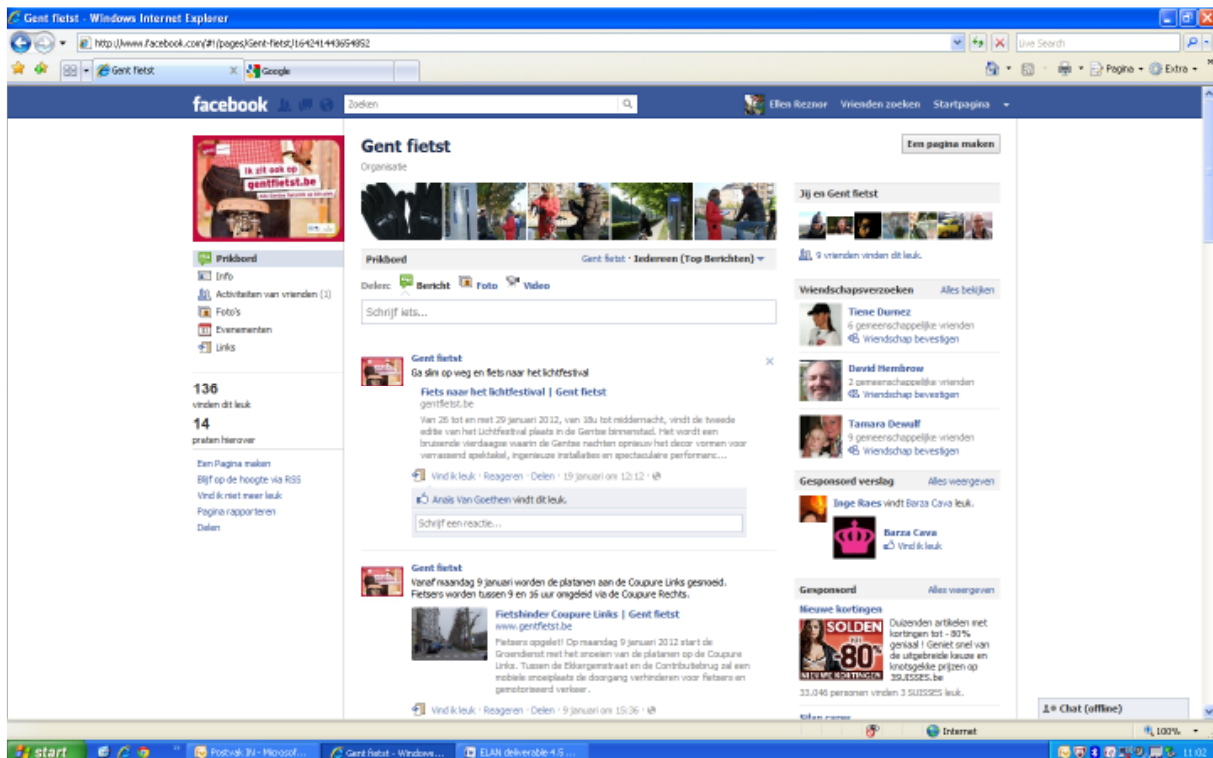 Gent fietst - Windows Internet Explorer
http://www.facebook.com/#!/pages/Gent-fietst/164241443654852
Live Search
Gent fietst
Google
Pagina
Extra
facebook
Zoeken
Ellen Reznor Vrienden zoeken Startpagina
ik zit ook op
gentfietst.be
Gent fietst
Organisatie
Een pagina maken
Prikbord
Info
Activiteiten van vrienden (1)
Foto's
Evenementen
Links
136
vinden dit leuk
14
praten hierover
Een Pagina maken
Blijf op de hoogte via RSS
Vind ik niet meer leuk
Pagina rapporteren
Delen
Prikbord Gent fietst · Iedereen (Top Berichten)
Delen: Bericht Foto Video
Schrijf iets...
Gent fietst
Ga slim op weg en fiets naar het lichtfestival
Fiets naar het lichtfestival | Gent fietst
gentfietst.be
Van 26 tot en met 29 januari 2012, van 18u tot middernacht, vindt de tweede
editie van het Lichtfestival plaats in de Gentse binnenstad. Het wordt een
bruisende vierdaagse waarin de Gentse nachten opnieuw het decor vormen voor
verrassend spektakel, ingenieuze installaties en spectaculaire performanc...
Vind ik leuk · Reageren · Delen · 19 januari om 12:12 ·
Anaïs Van Goethem vindt dit leuk.
Schrijf een reactie...
Gent fietst
Vanaf maandag 9 januari worden de platanen aan de Coupure Links gesnoeid.
Fietsers worden tussen 9 en 16 uur omgeleid via de Coupure Rechts.
Fietshinder Coupure Links | Gent fietst
www.gentfietst.be
Fietsers opgelet! Op maandag 9 januari 2012 start de
Groendienst met het snoeien van de platanen op de Coupure
Links. Tussen de Ekkergemstraat en de Contributiebrug zal een
mobiele snoeiplaats de doorgang verhinderen voor fietsers en
gemotoriseerd verkeer.
Vind ik leuk · Reageren · Delen · 9 januari om 15:36 ·
Jij en Gent fietst
9 vrienden vinden dit leuk.
Vriendschapsverzoeken Alles bekijken
Tiene Durnez
6 gemeenschappelijke vrienden
Vriendschap bevestigen
David Hembrow
2 gemeenschappelijke vrienden
Vriendschap bevestigen
Tamara Dewulf
9 gemeenschappelijke vrienden
Vriendschap bevestigen
Gesponsord verslag Alles weergeven
Inge Raes vindt Barza Cava leuk.
Barza Cava
Vind ik leuk
Gesponsord Alles weergeven
Nieuwe kortingen
SOLDEN
-80%
NIEUWE KORTINGEN
Duizenden artikelen met
kortingen tot -80%
geniaal ! Geniet snel van
de uitgebreide keuze en
knotsgekke prijzen op
3SUISSES.be
33.046 personen vinden 3 SUISSES leuk.
Chat (offline)
Internet
100%
start
Postvak IN - Microsof...
Gent fietst - Windows...
ELAN deliverable 4.5 ...
11:02